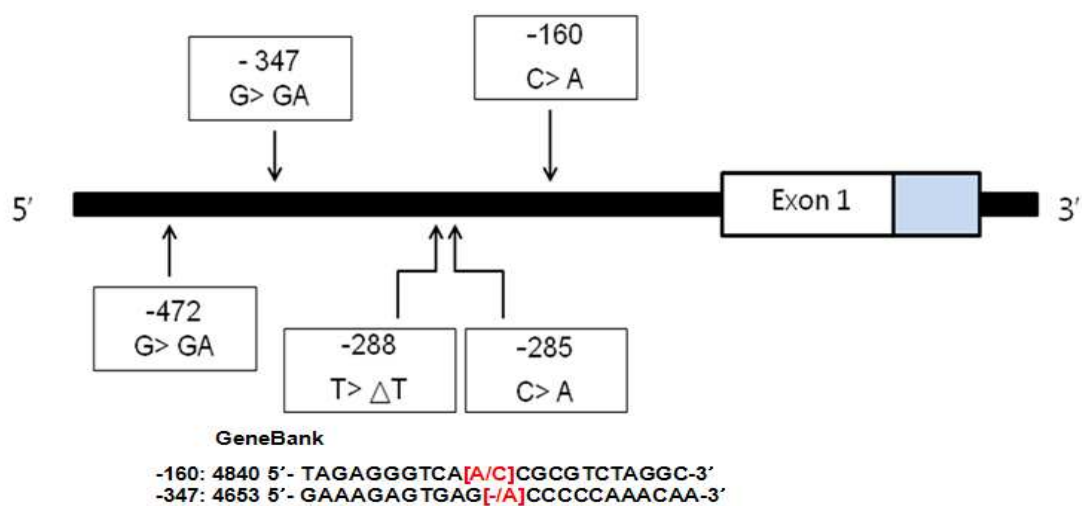 - 347
G> GA
-160
C> A
5′
Exon 1
3′
-472
G> GA
-288
T> △T
-285
C> A
GeneBank
-160: 4840 5′- TAGAGGGTCA[A/C]CGCGTCTAGGC-3′
-347: 4653 5′- GAAAGAGTGAG[-/A]CCCCCAAACAA-3′